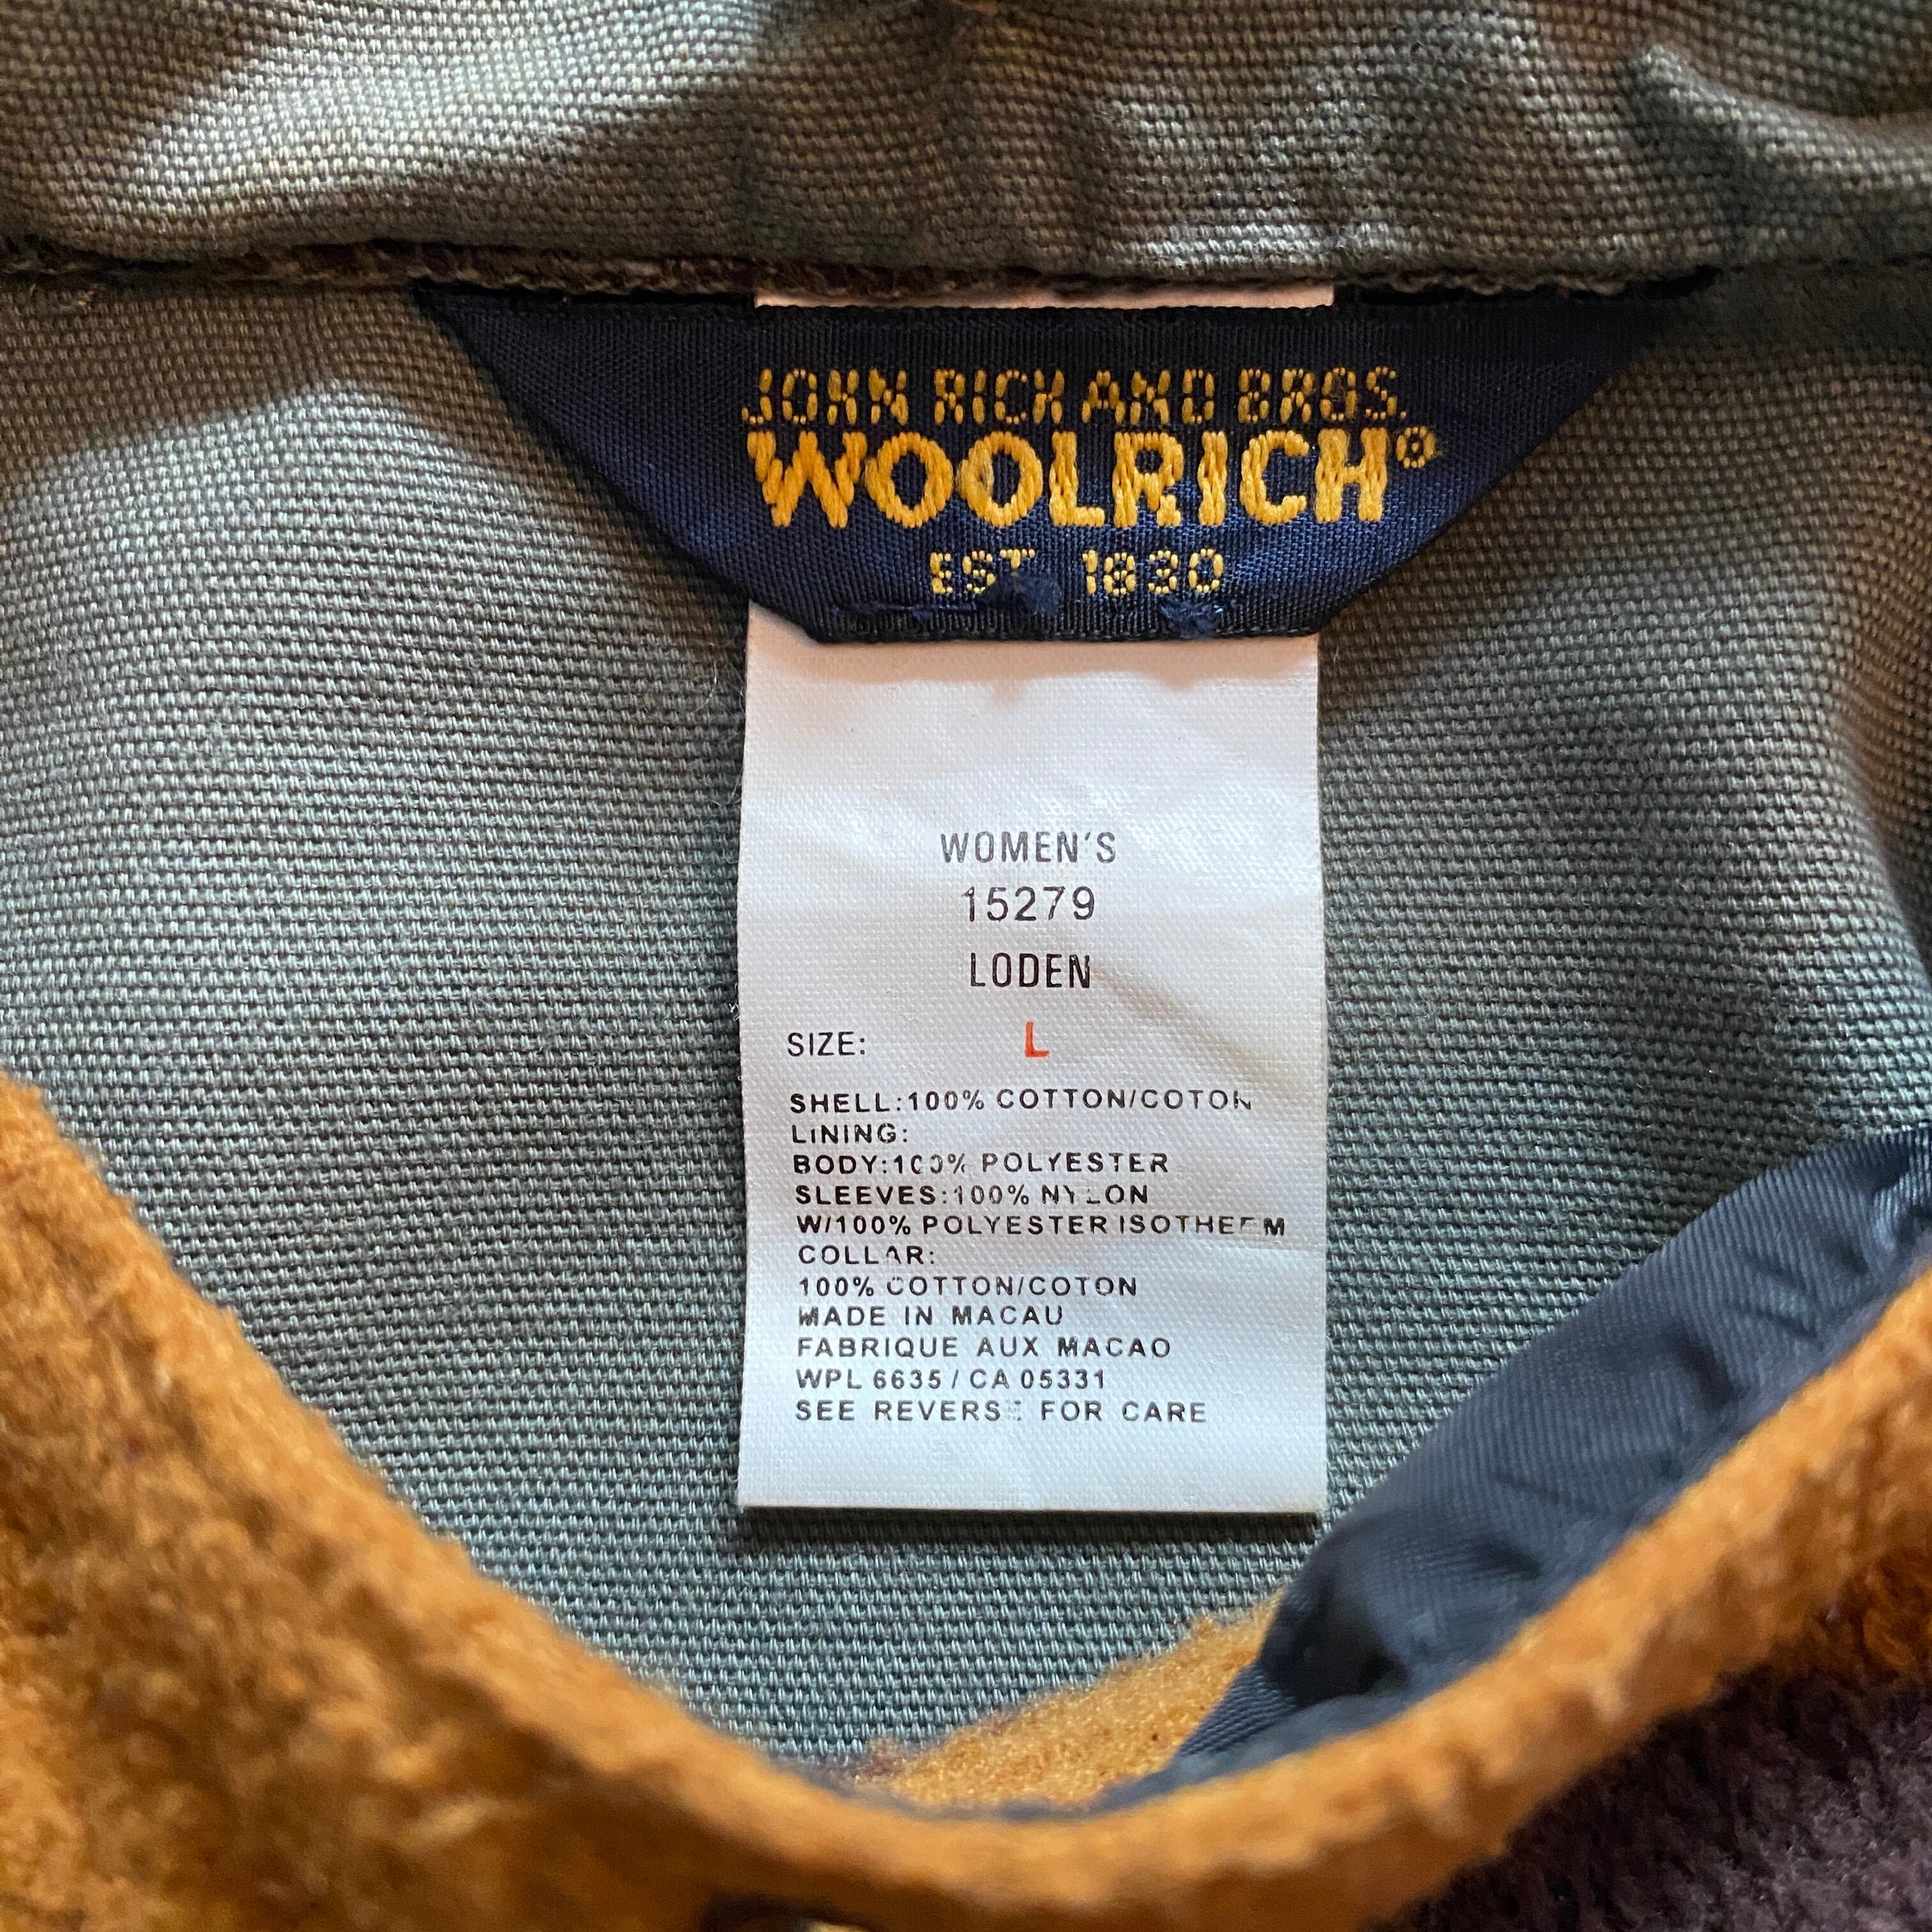 JOHN RICH AND BROS.
WOOLRICH®
EST. 1830
WOMEN'S
15279
LODEN
SIZE: L
SHELL:100% COTTON/COTON
LINING:
BODY:100% POLYESTER
SLEEVES:100% NYLON
W/100% POLYESTER ISOTHERM
COLLAR:
100% COTTON/COTON
MADE IN MACAU
FABRIQUE AUX MACAO
WPL 6635 / CA 05331
SEE REVERSE FOR CARE